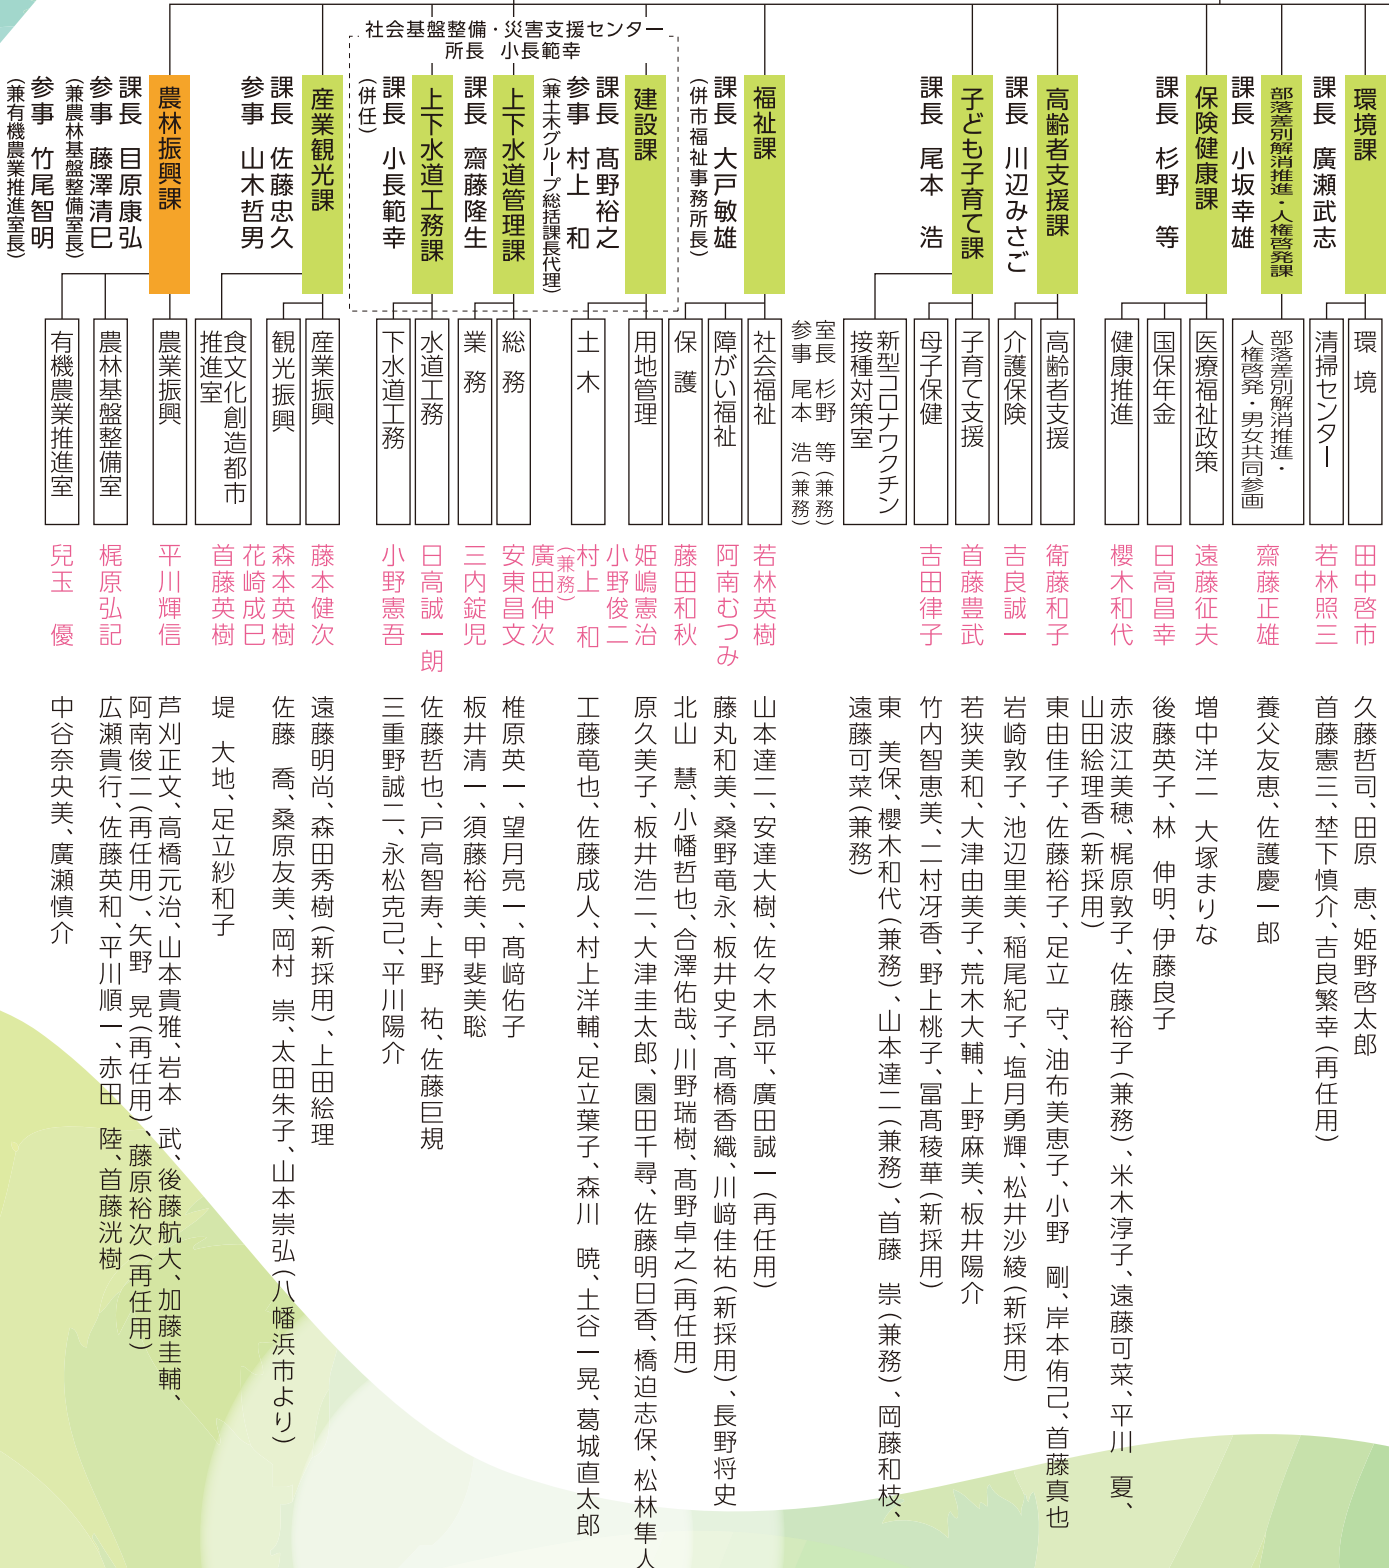 環境課
課長 廣瀬武志
環 境
田中啓市
久藤哲司、田原 恵、姫野啓太郎
清掃センター
若林照三
首藤憲三、埜下慎介、吉良繁幸(再任用)
部落差別解消推進・人権啓発課
課長 小坂幸雄
部落差別解消推進・
人権啓発・男女共同参画
齋藤正雄
養父友恵、佐護慶一郎
保険健康課
課長 杉野 等
医療福祉政策
遠藤征夫
増中洋二 大塚まりな
国保年金
日高昌幸
後藤英子、林 伸明、伊藤良子
健康推進
櫻木和代
赤波江美穂、梶原敦子、佐藤裕子(兼務)、米木淳子、遠藤可菜、平川 夏、
山田絵理香(新採用)
高齢者支援課
課長 川辺みさご
高齢者支援
衛藤和子
東由佳子、佐藤裕子、足立 守、油布美恵子、小野 剛、岸本侑己、首藤真也
介護保険
吉良誠一
岩崎敦子、池辺里美、稲尾紀子、塩月勇輝、松井沙綾(新採用)
子ども子育て課
課長 尾本 浩
子育て支援
首藤豊武
若狭美和、大津由美子、荒木大輔、上野麻美、板井陽介
母子保健
吉田律子
竹内智恵美、二村冴香、野上桃子、冨髙稜華(新採用)
新型コロナワクチン
接種対策室
室長 杉野 等(兼務)
参事 尾本 浩(兼務)
東 美保、櫻木和代(兼務)、山本達二(兼務)、首藤 崇(兼務)、岡藤和枝、
遠藤可菜(兼務)
福祉課
課長 大戸敏雄
(併市福祉事務所長)
社会福祉
若林英樹
山本達二、安達大樹、佐々木昂平、廣田誠一(再任用)
障がい福祉
阿南むつみ
藤丸和美、桑野竜永、板井史子、髙橋香織、川﨑佳祐(新採用)、長野将史
保 護
藤田和秋
北山 慧、小幡哲也、合澤佑哉、川野瑞樹、髙野卓之(再任用)
社会基盤整備・災害支援センター
所長 小長範幸
建設課
課長 髙野裕之
参事 村上 和
(兼土木グループ総括課長代理)
用地管理
姫嶋憲治
小野俊二
原久美子、板井浩二、大津圭太郎、園田千尋、佐藤明日香、橋迫志保、松林隼人
土 木
村上 和
(兼務)
廣田伸次
工藤竜也、佐藤成人、村上洋輔、足立葉子、森川 暁、土谷一晃、葛城直太郎
上下水道管理課
課長 齋藤隆生
総 務
安東昌文
椎原英一、望月亮一、髙﨑佑子
業 務
三内錠児
板井清一、須藤裕美、甲斐美聡
上下水道工務課
課長 小長範幸
(併任)
水道工務
日高誠一朗
佐藤哲也、戸高智寿、上野 祐、佐藤巨規
下水道工務
小野憲吾
三重野誠二、永松克己、平川陽介
産業観光課
課長 佐藤忠久
参事 山木哲男
産業振興
藤本健次
遠藤明尚、森田秀樹(新採用)、上田絵理
観光振興
森本英樹
花崎成巳
佐藤 喬、桑原友美、岡村 崇、太田朱子、山本崇弘(八幡浜市より)
食文化創造都市
推進室
首藤英樹
堤 大地、足立紗和子
農林振興課
課長 目原康弘
参事 藤澤清巳
(兼農林基盤整備室長)
参事 竹尾智明
(兼有機農業推進室長)
農業振興
平川輝信
芦刈正文、高橋元治、山本貴雅、岩本 武、後藤航大、加藤圭輔、
阿南俊二(再任用)、矢野 晃(再任用)、藤原裕次(再任用)
農林基盤整備室
梶原弘記
広瀬貴行、佐藤英和、平川順一、赤田 陸、首藤洸樹
有機農業推進室
兒玉 優
中谷奈央美、廣瀬慎介